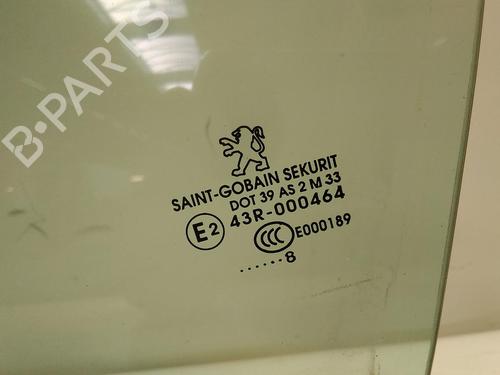 B-PARTS
SAINT-GOBAIN SEKURIT
DOT 39 AS 2 M 33
E2 43R-000464
CCC E000189
......8